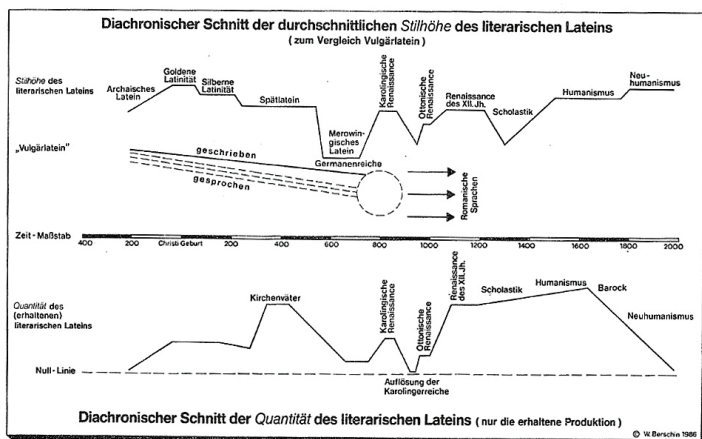 Diachronischer Schnitt der durchschnittlichen Stilhöhe des literarischen Lateins
( zum Vergleich Vulgärlatein )
Stilhöhe des
literarischen Lateins
Archaisches
Latein
Goldene
Latinität
Silberne
Latinität
Spätlatein
Merowin-
gisches
Latein
Karolingische
Renaissance
Ottonische
Renaissance
Renaissance
des XII. Jh.
Scholastik
Humanismus
Neu-
humanismus
„Vulgärlatein"
geschrieben
gesprochen
Germanenreiche
Romanische
Sprachen
Zeit-Maßstab
400 200 Christi Geburt 200 400 600 800 1000 1200 1400 1600 1800 2000
Quantität des
(erhaltenen)
literarischen Lateins
Kirchenväter
Karolingische
Renaissance
Ottonische
Renaissance
Renaissance
des XII. Jh.
Scholastik
Humanismus
Barock
Neuhumanismus
Null-Linie
Auflösung der
Karolingerreiche
Diachronischer Schnitt der Quantität des literarischen Lateins ( nur die erhaltene Produktion )
© W. Berschin 1986